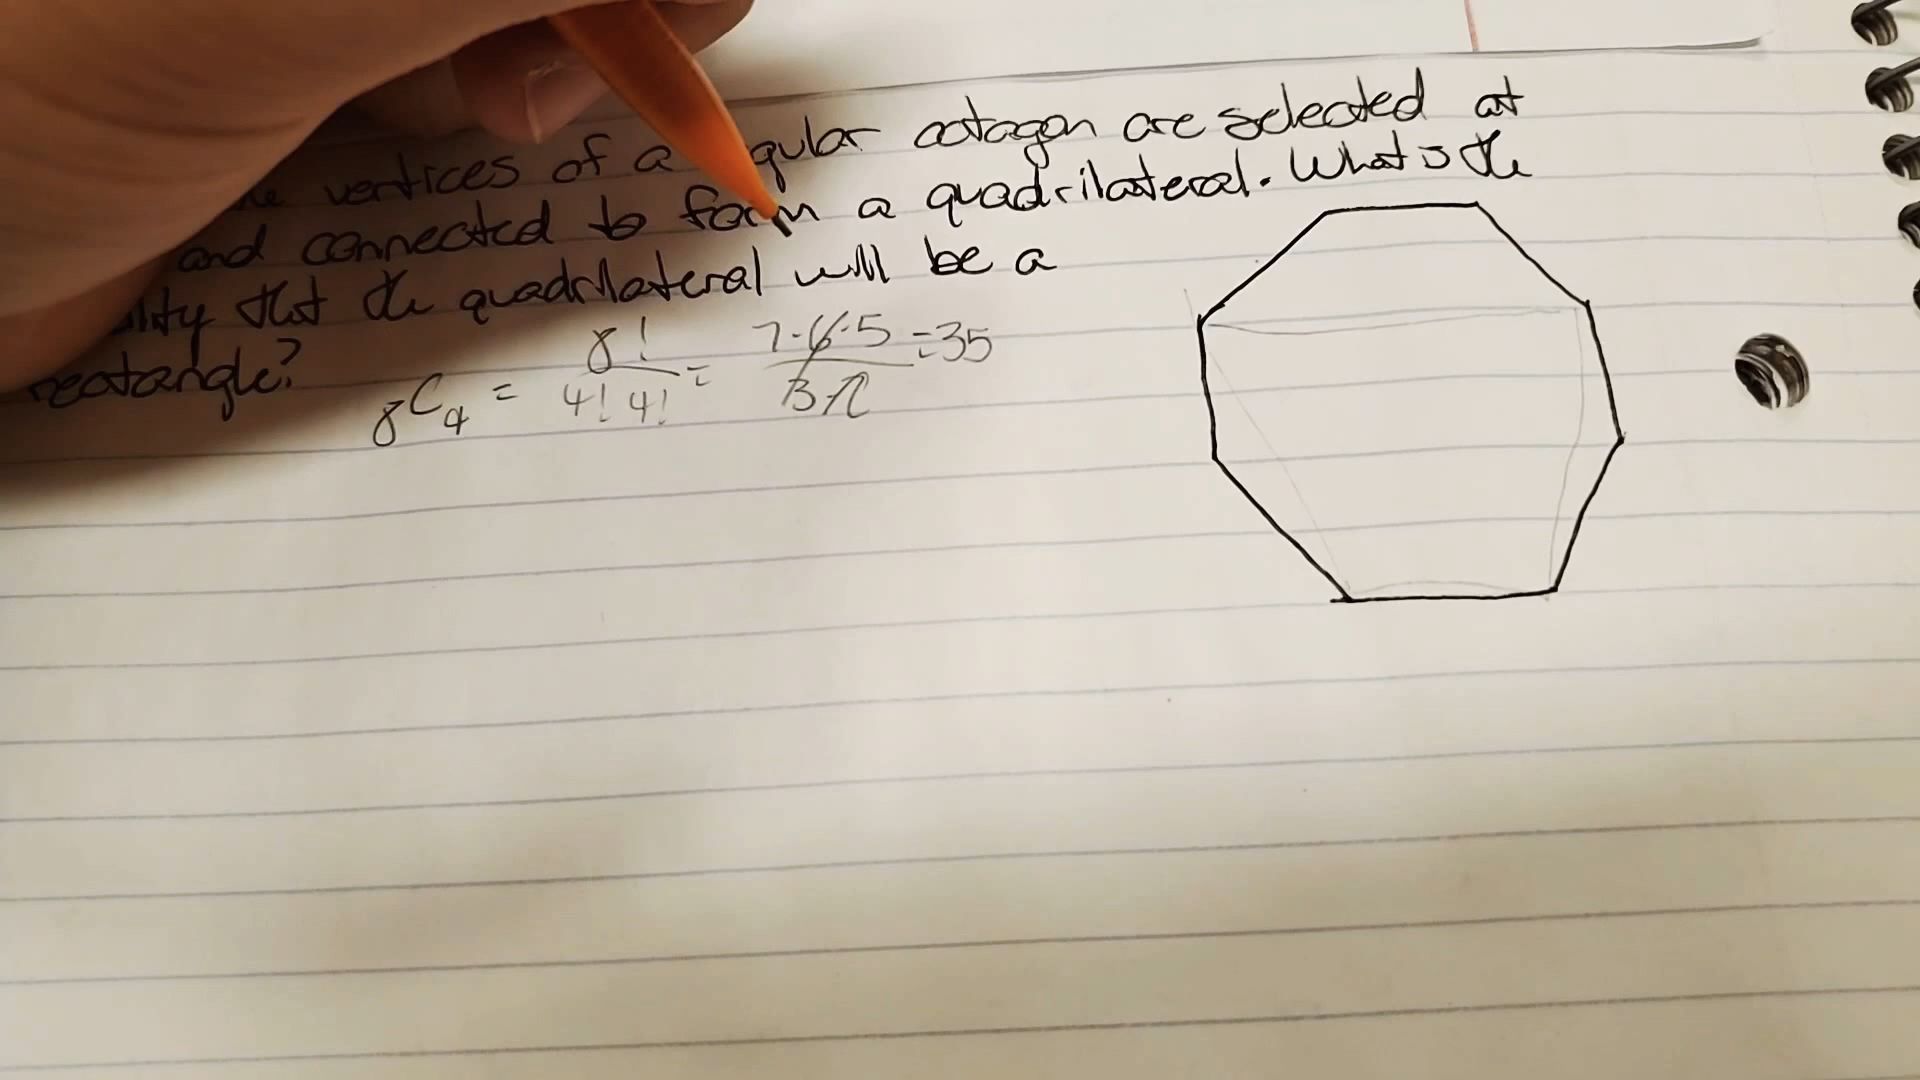 vertices of a gular octagon are selected at
and connected to form a quadrilateral. What is the
ility that the quadrilateral will be a
rectangle?
₈C₄ = 8!/4!4! = 7·6·5/3·2 = 35